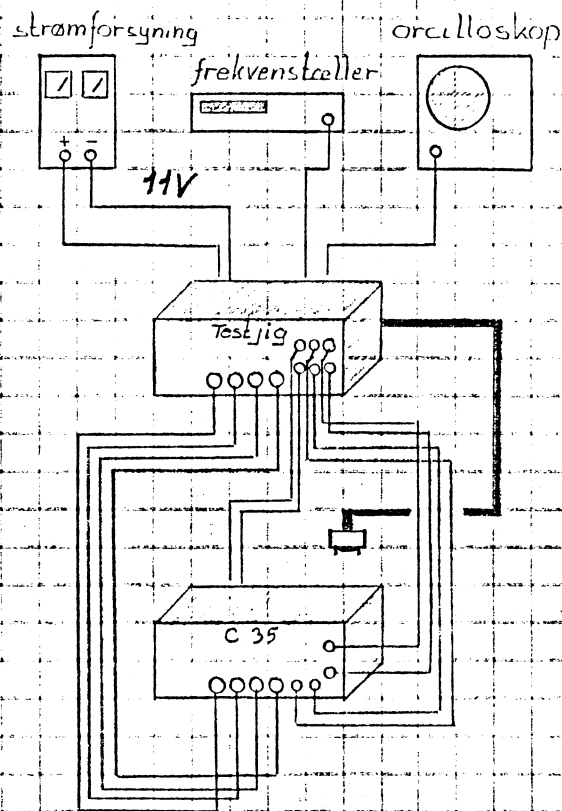 strømforsyning
frekvenstæller
orcilloskop
+ −
11V
Testjig
C 35